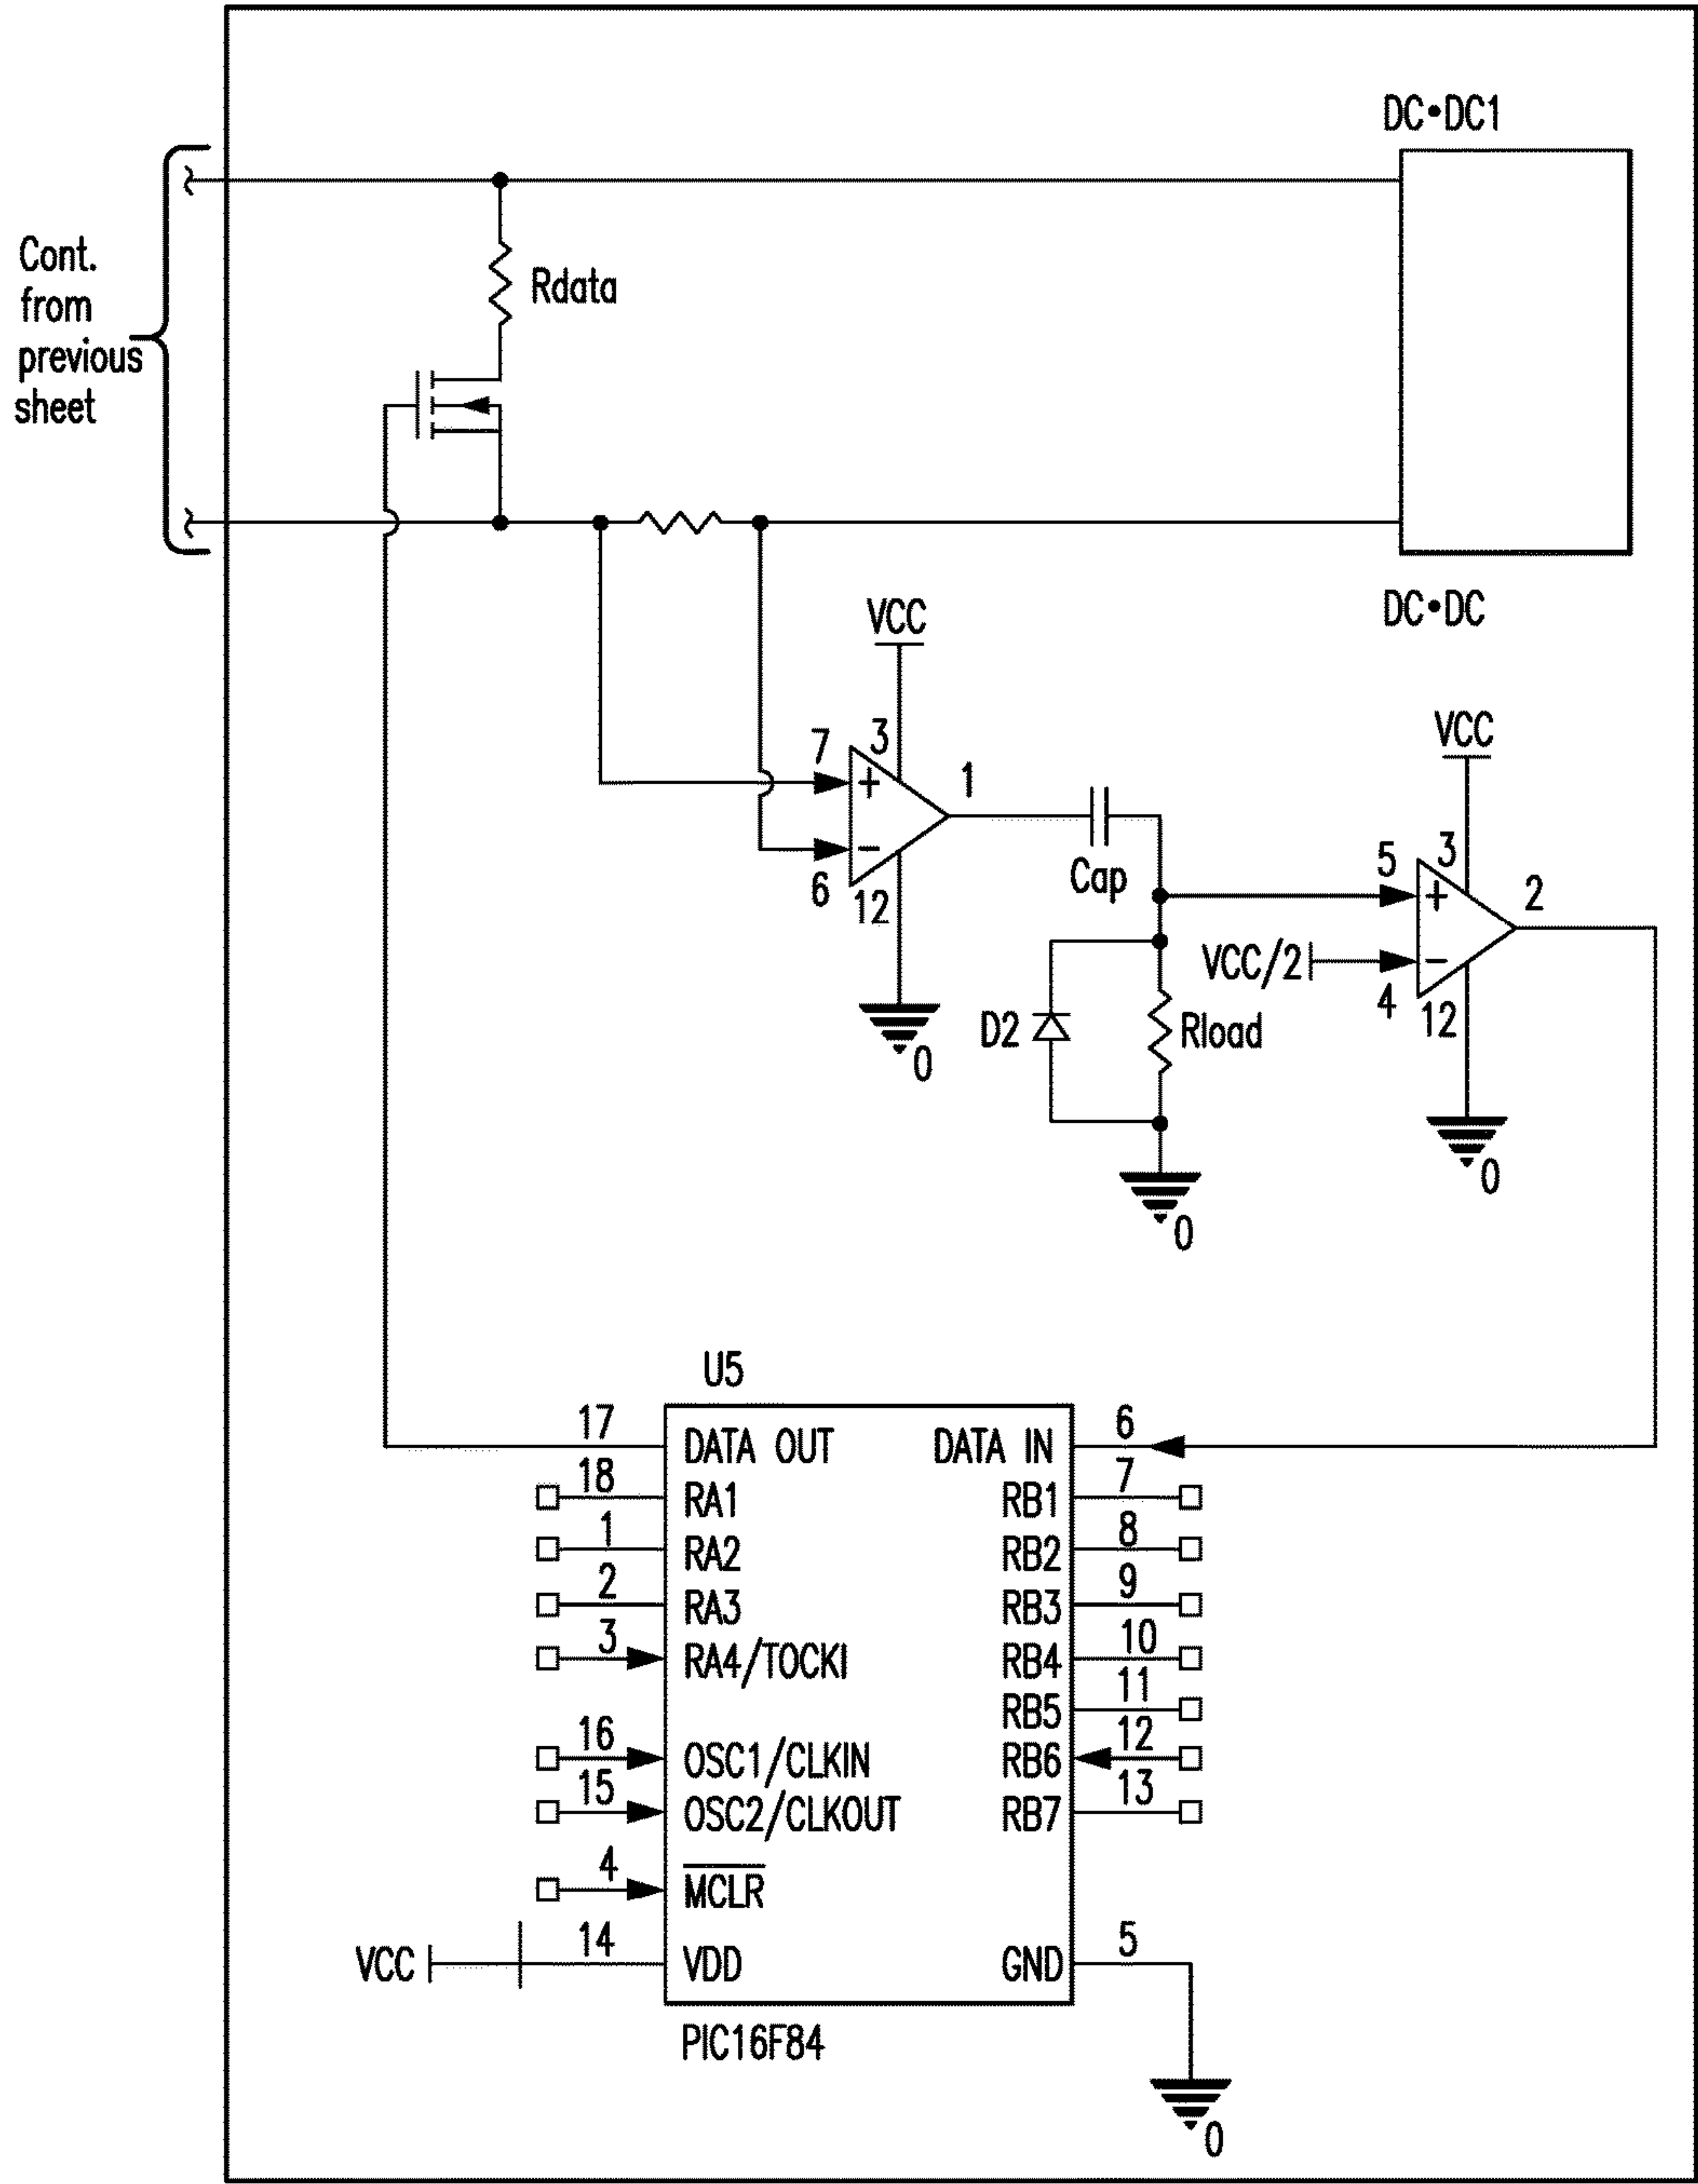 DC•DC1
Cont.
from
previous
sheet
Rdata
DC•DC
VCC
7
3
+
1
-
6
12
0
Cap
VCC
5
3
+
2
VCC/2
-
4
12
0
D2
Rload
0
U5
17 DATA OUT DATA IN 6
18 RA1 RB1 7
1 RA2 RB2 8
2 RA3 RB3 9
3 RA4/TOCKI RB4 10
RB5 11
16 OSC1/CLKIN RB6 12
15 OSC2/CLKOUT RB7 13
4 MCLR
VCC 14 VDD GND 5
PIC16F84
0